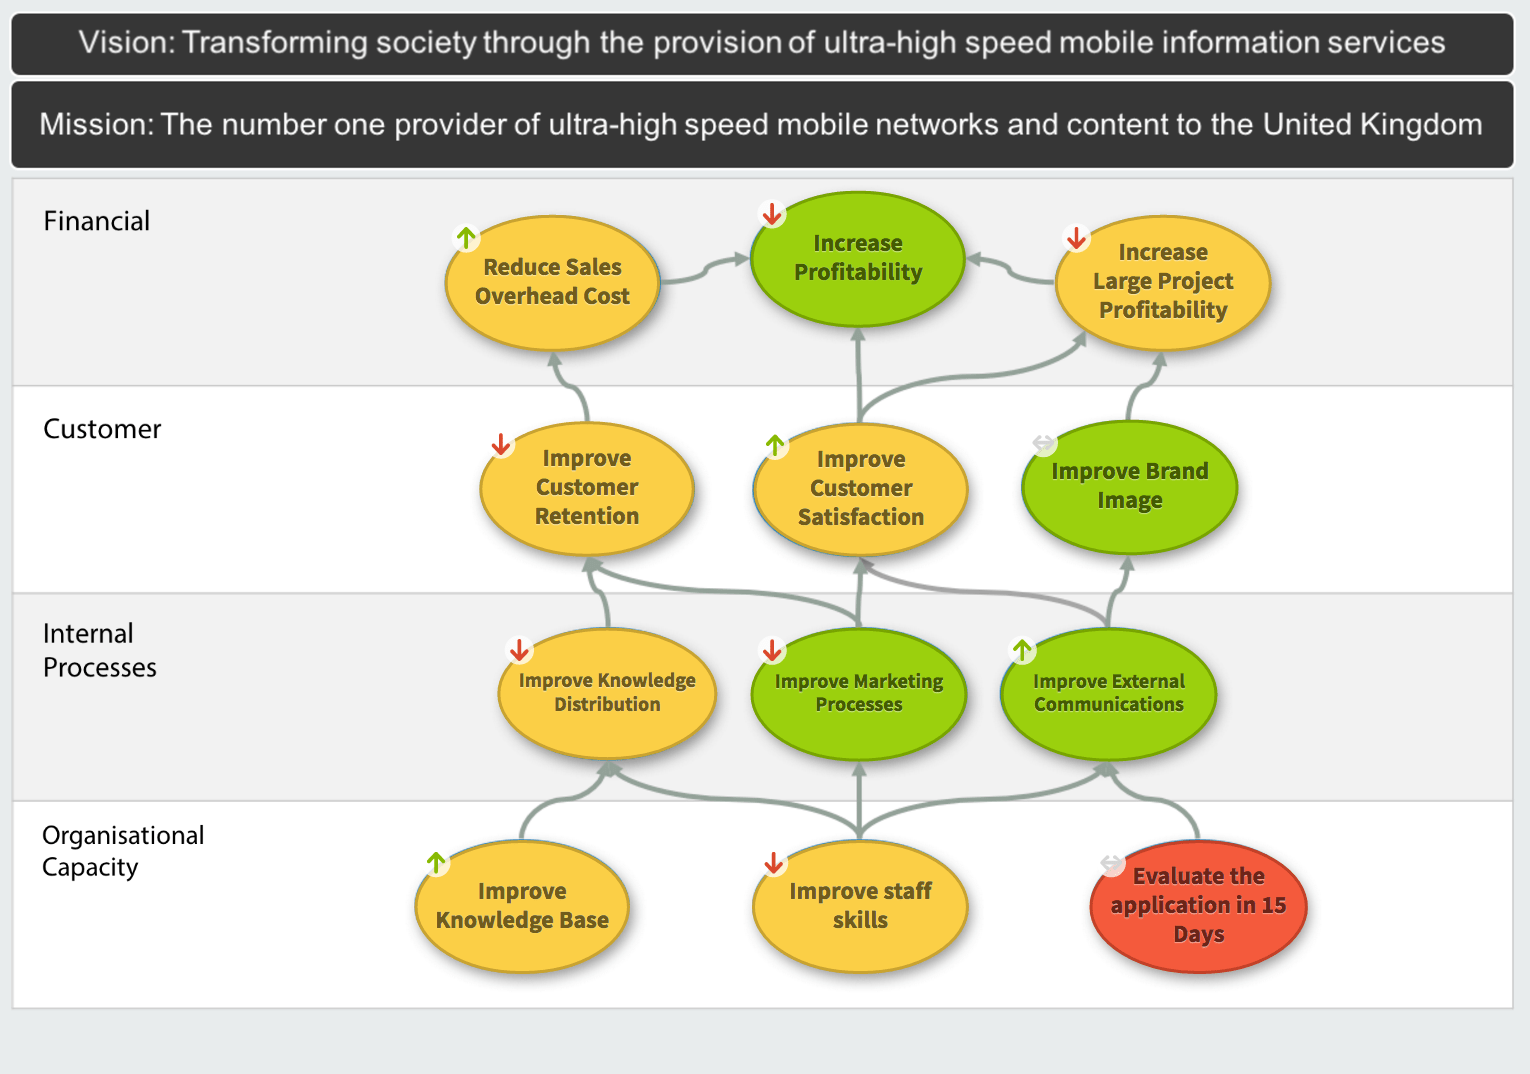 Vision: Transforming society through the provision of ultra-high speed mobile information services
Mission: The number one provider of ultra-high speed mobile networks and content to the United Kingdom
Financial
Reduce Sales
Overhead Cost
Increase
Profitability
Increase
Large Project
Profitability
Customer
Improve
Customer
Retention
Improve
Customer
Satisfaction
Improve Brand
Image
Internal
Processes
Improve Knowledge
Distribution
Improve Marketing
Processes
Improve External
Communications
Organisational
Capacity
Improve
Knowledge Base
Improve staff
skills
Evaluate the
application in 15
Days